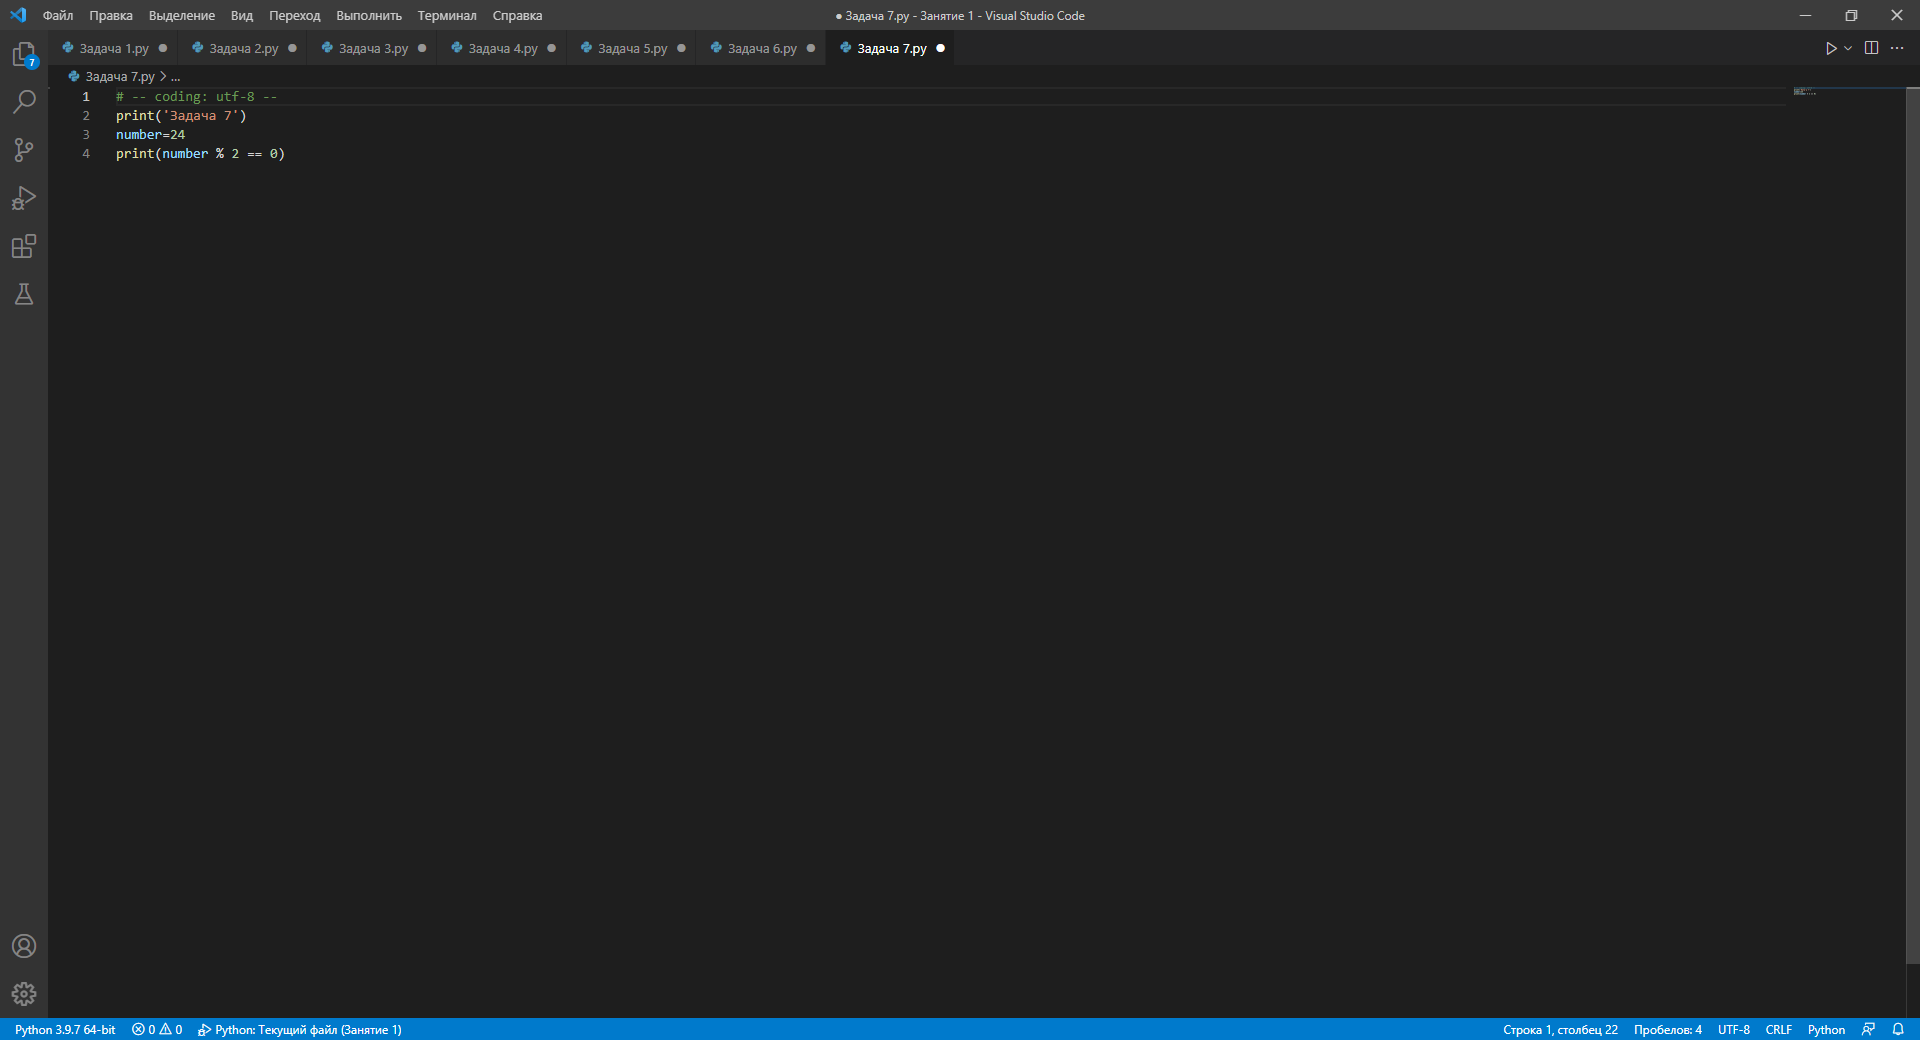 Файл Правка Выделение Вид Переход Выполнить Терминал Справка ● Задача 7.py - Занятие 1 - Visual Studio Code
Задача 1.py ● Задача 2.py ● Задача 3.py ● Задача 4.py ● Задача 5.py ● Задача 6.py ● Задача 7.py ●
Задача 7.py > ...
7
1 # -- coding: utf-8 --
2 print('Задача 7')
3 number=24
4 print(number % 2 == 0)
Python 3.9.7 64-bit 0 0 Python: Текущий файл (Занятие 1) Строка 1, столбец 22 Пробелов: 4 UTF-8 CRLF Python